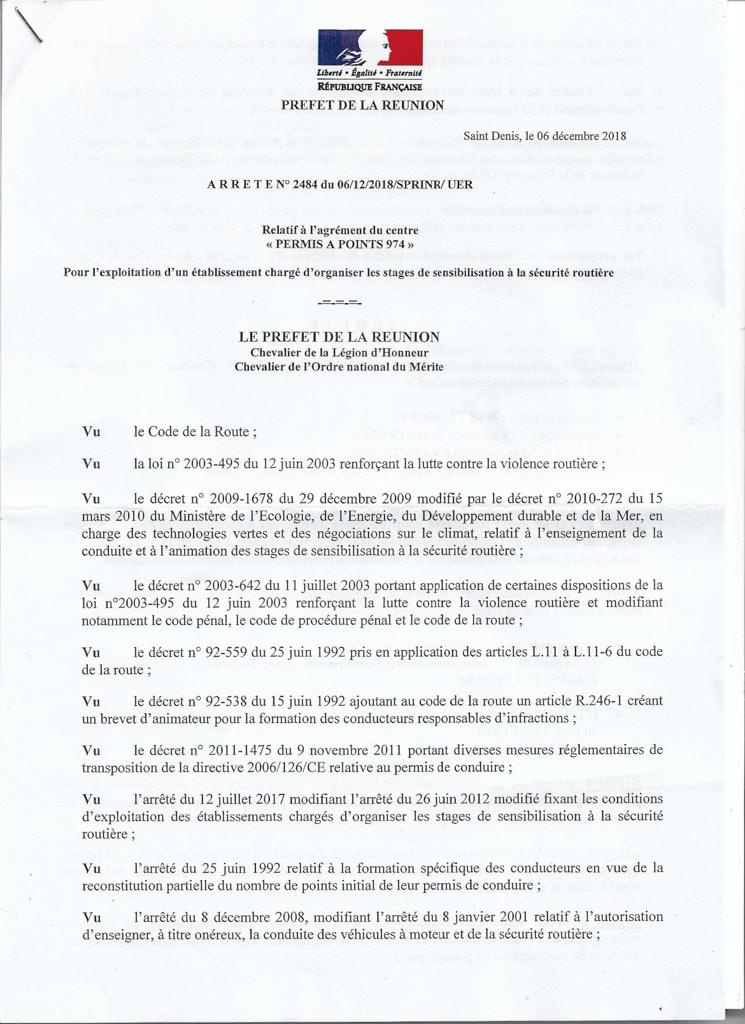 Liberté • Égalité • Fraternité
RÉPUBLIQUE FRANÇAISE
PREFET DE LA REUNION
Saint Denis, le 06 décembre 2018
A R R E T E N° 2484 du 06/12/2018/SPRINR/ UER
Relatif à l'agrément du centre
« PERMIS A POINTS 974 »
Pour l'exploitation d'un établissement chargé d'organiser les stages de sensibilisation à la sécurité routière
-=-=-=-
LE PREFET DE LA REUNION
Chevalier de la Légion d'Honneur
Chevalier de l'Ordre national du Mérite
Vu le Code de la Route ;
Vu la loi n° 2003-495 du 12 juin 2003 renforçant la lutte contre la violence routière ;
Vu le décret n° 2009-1678 du 29 décembre 2009 modifié par le décret n° 2010-272 du 15
mars 2010 du Ministère de l'Ecologie, de l'Energie, du Développement durable et de la Mer, en
charge des technologies vertes et des négociations sur le climat, relatif à l'enseignement de la
conduite et à l'animation des stages de sensibilisation à la sécurité routière ;
Vu le décret n° 2003-642 du 11 juillet 2003 portant application de certaines dispositions de la
loi n°2003-495 du 12 juin 2003 renforçant la lutte contre la violence routière et modifiant
notamment le code pénal, le code de procédure pénal et le code de la route ;
Vu le décret n° 92-559 du 25 juin 1992 pris en application des articles L.11 à L.11-6 du code
de la route ;
Vu le décret n° 92-538 du 15 juin 1992 ajoutant au code de la route un article R.246-1 créant
un brevet d'animateur pour la formation des conducteurs responsables d'infractions ;
Vu le décret n° 2011-1475 du 9 novembre 2011 portant diverses mesures réglementaires de
transposition de la directive 2006/126/CE relative au permis de conduire ;
Vu l'arrêté du 12 juillet 2017 modifiant l'arrêté du 26 juin 2012 modifié fixant les conditions
d'exploitation des établissements chargés d'organiser les stages de sensibilisation à la sécurité
routière ;
Vu l'arrêté du 25 juin 1992 relatif à la formation spécifique des conducteurs en vue de la
reconstitution partielle du nombre de points initial de leur permis de conduire ;
Vu l'arrêté du 8 décembre 2008, modifiant l'arrêté du 8 janvier 2001 relatif à l'autorisation
d'enseigner, à titre onéreux, la conduite des véhicules à moteur et de la sécurité routière ;